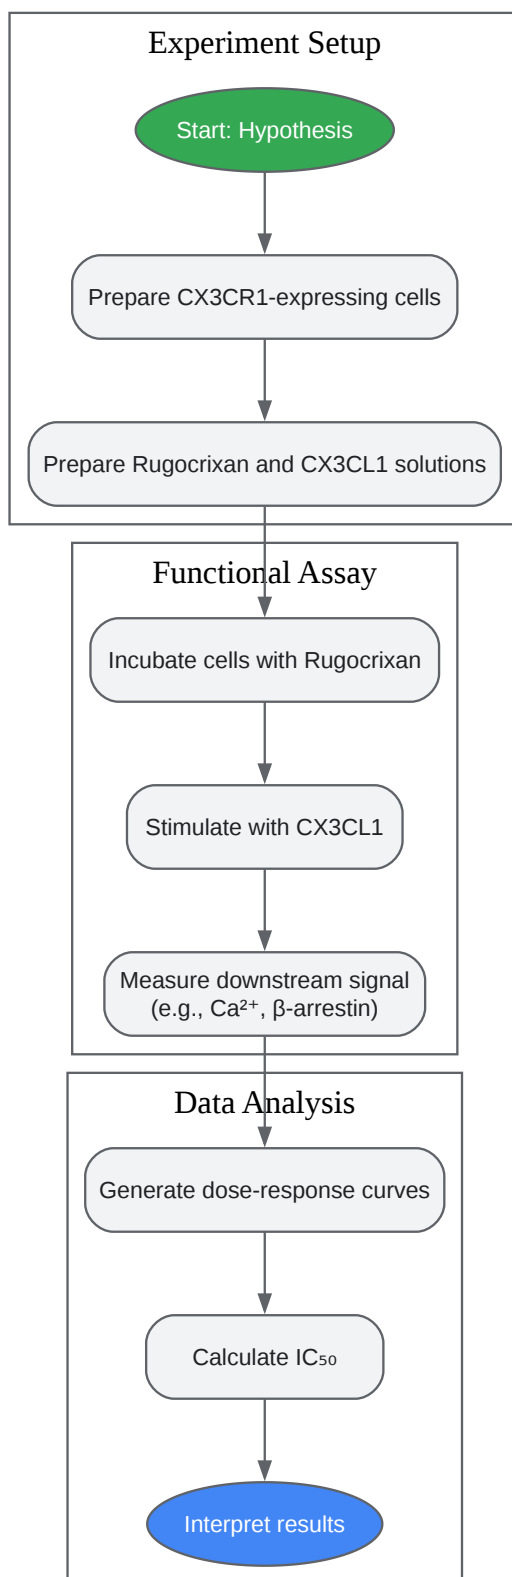 Experiment Setup
Start: Hypothesis
Prepare CX3CR1-expressing cells
Prepare Rugocrixan and CX3CL1 solutions
Functional Assay
Incubate cells with Rugocrixan
Stimulate with CX3CL1
Measure downstream signal
(e.g., Ca²⁺, β-arrestin)
Data Analysis
Generate dose-response curves
Calculate IC₅₀
Interpret results